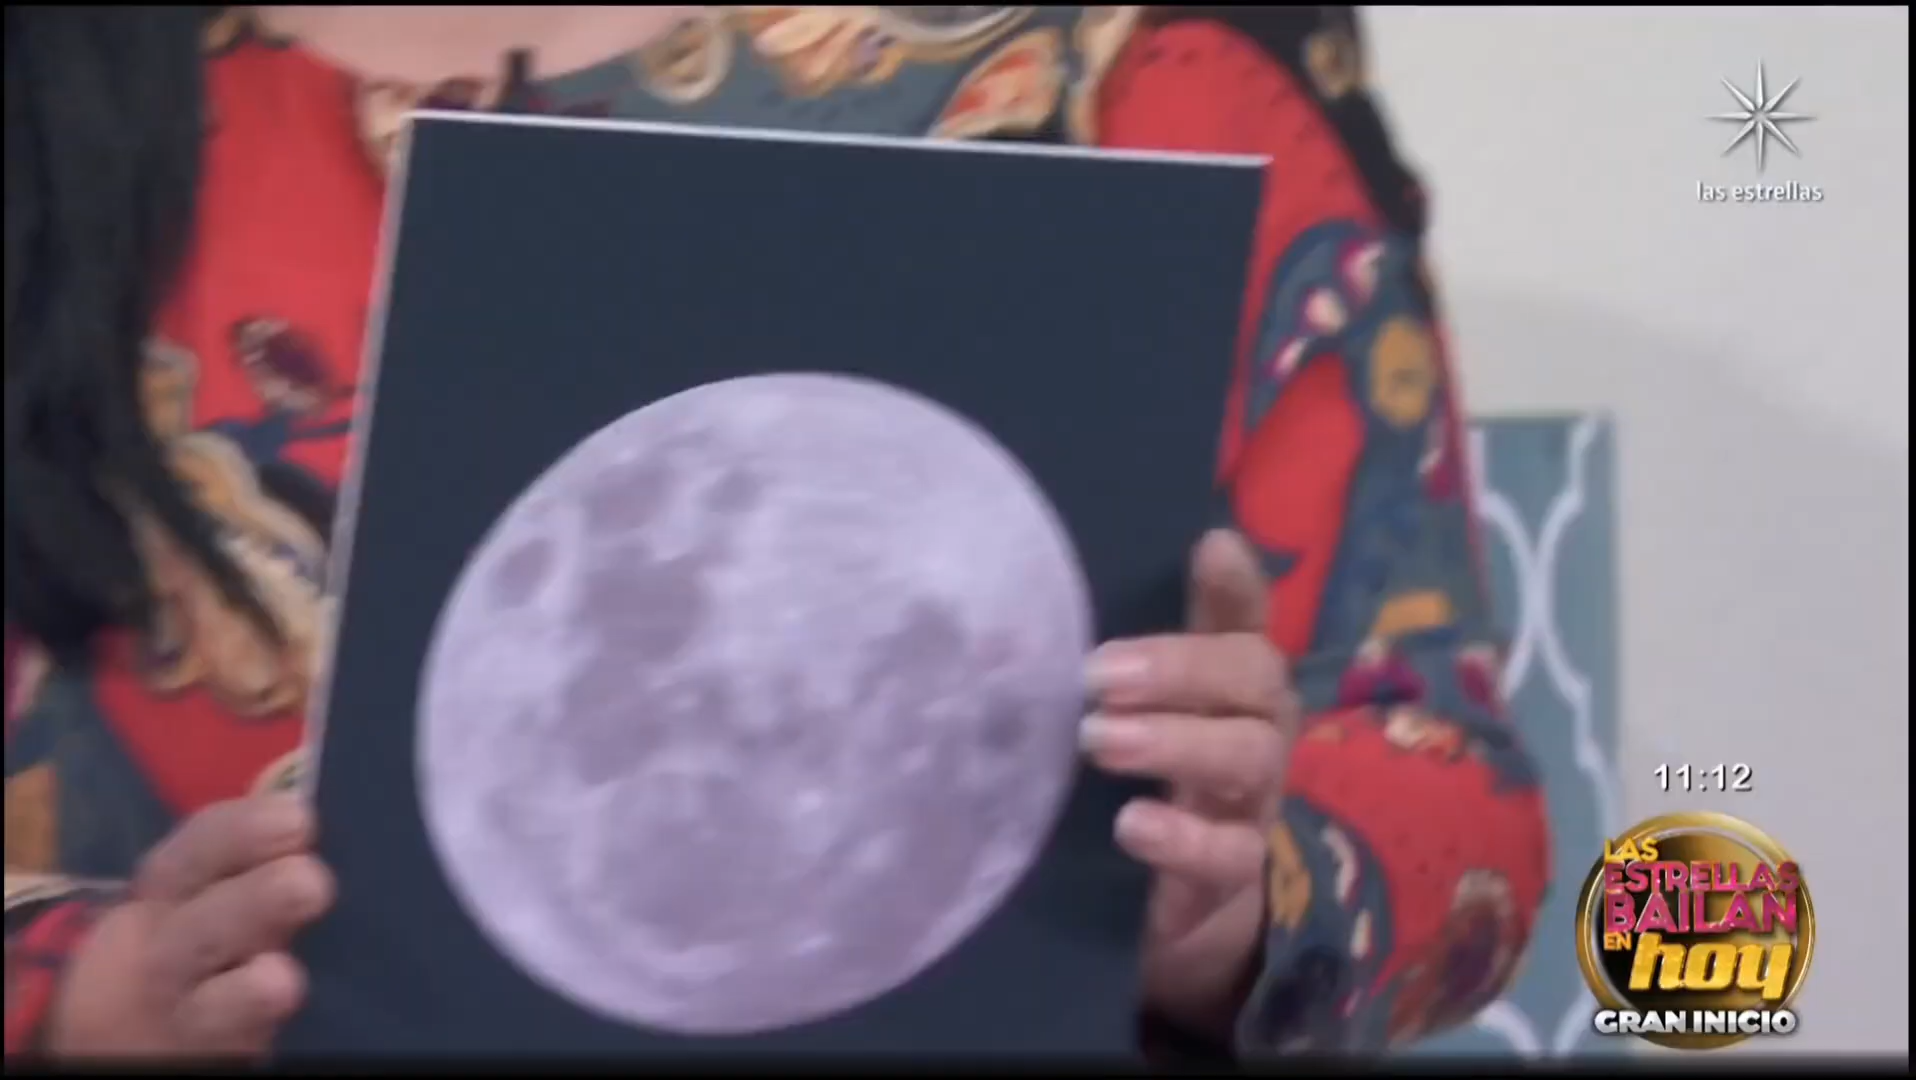 las estrellas
11:12
LAS
ESTRELLAS
BAILAN
EN hoy
GRAN INICIO